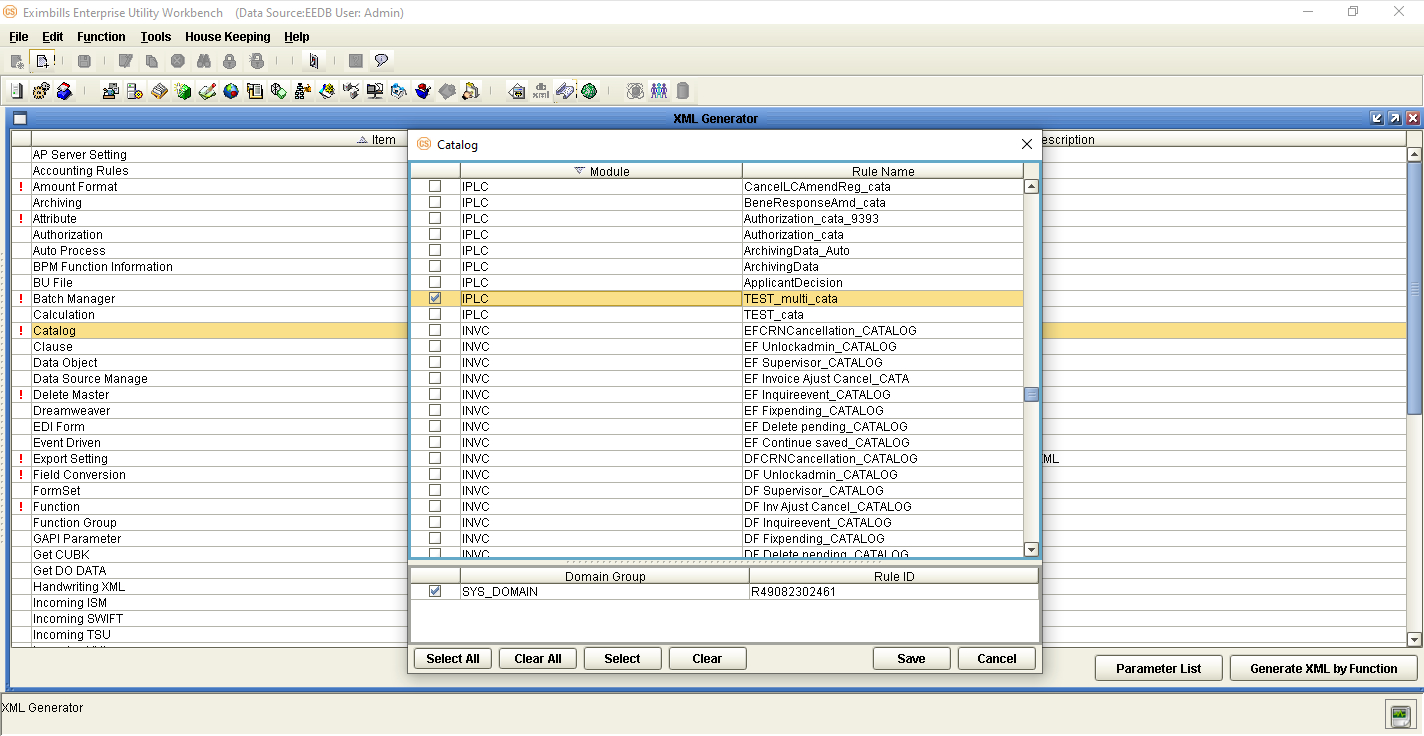 Eximbills Enterprise Utility Workbench (Data Source:EEDB User: Admin)
File Edit Function Tools House Keeping Help
XML Generator
Item
escription
AP Server Setting
Accounting Rules
! Amount Format
Archiving
! Attribute
Authorization
Auto Process
BPM Function Information
BU File
! Batch Manager
Calculation
! Catalog
Clause
Data Object
Data Source Manage
! Delete Master
Dreamweaver
EDI Form
Event Driven
! Export Setting
ML
! Field Conversion
FormSet
! Function
Function Group
GAPI Parameter
Get CUBK
Get DO DATA
Handwriting XML
Incoming ISM
Incoming SWIFT
Incoming TSU
Catalog
Module Rule Name
IPLC CancelLCAmendReg_cata
IPLC BeneResponseAmd_cata
IPLC Authorization_cata_9393
IPLC Authorization_cata
IPLC ArchivingData_Auto
IPLC ArchivingData
IPLC ApplicantDecision
IPLC TEST_multi_cata
IPLC TEST_cata
INVC EFCRNCancellation_CATALOG
INVC EF Unlockadmin_CATALOG
INVC EF Supervisor_CATALOG
INVC EF Invoice Ajust Cancel_CATA
INVC EF Inquireevent_CATALOG
INVC EF Fixpending_CATALOG
INVC EF Delete pending_CATALOG
INVC EF Continue saved_CATALOG
INVC DFCRNCancellation_CATALOG
INVC DF Unlockadmin_CATALOG
INVC DF Supervisor_CATALOG
INVC DF Inv Ajust Cancel_CATALOG
INVC DF Inquireevent_CATALOG
INVC DF Fixpending_CATALOG
INVC DF Delete pending_CATALOG
Domain Group Rule ID
SYS_DOMAIN R49082302461
Select All Clear All Select Clear Save Cancel
Parameter List Generate XML by Function
XML Generator